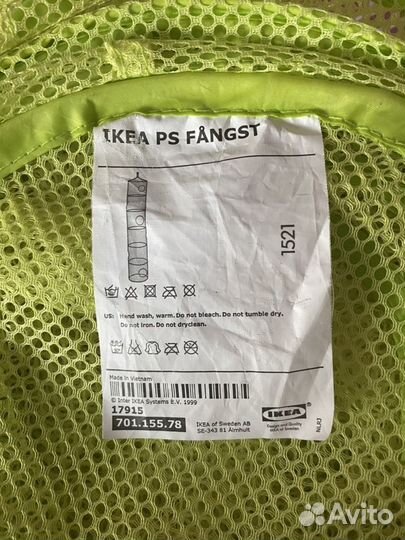 IKEA PS FÅNGST
1521
US: Hand wash, warm. Do not bleach. Do not tumble dry.
Do not iron. Do not dryclean.
Made in Vietnam
© Inter IKEA Systems B.V. 1999
17915
701.155.78
IKEA of Sweden AB
SE-343 81 Älmhult
IKEA
Design and Quality
IKEA of Sweden
NLRJ
Avito